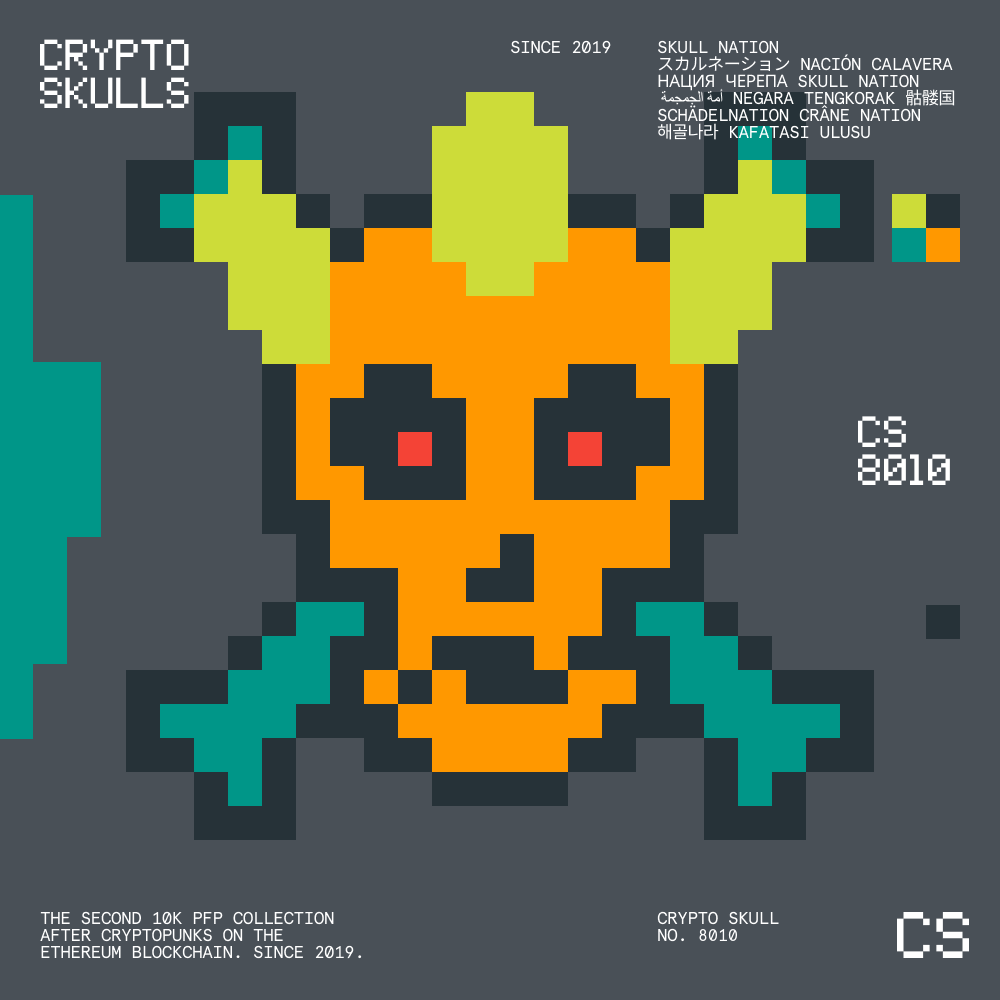 CRYPTO
SKULLS
SINCE 2019
SKULL NATION
スカルネーション NACIÓN CALAVERA
НАЦИЯ ЧЕРЕПА SKULL NATION
أمة الجمجمة NEGARA TENGKORAK 骷髅国
SCHÄDELNATION CRÂNE NATION
해골나라 KAFATASI ULUSU
CS
8010
THE SECOND 10K PFP COLLECTION
AFTER CRYPTOPUNKS ON THE
ETHEREUM BLOCKCHAIN. SINCE 2019.
CRYPTO SKULL
NO. 8010
CS